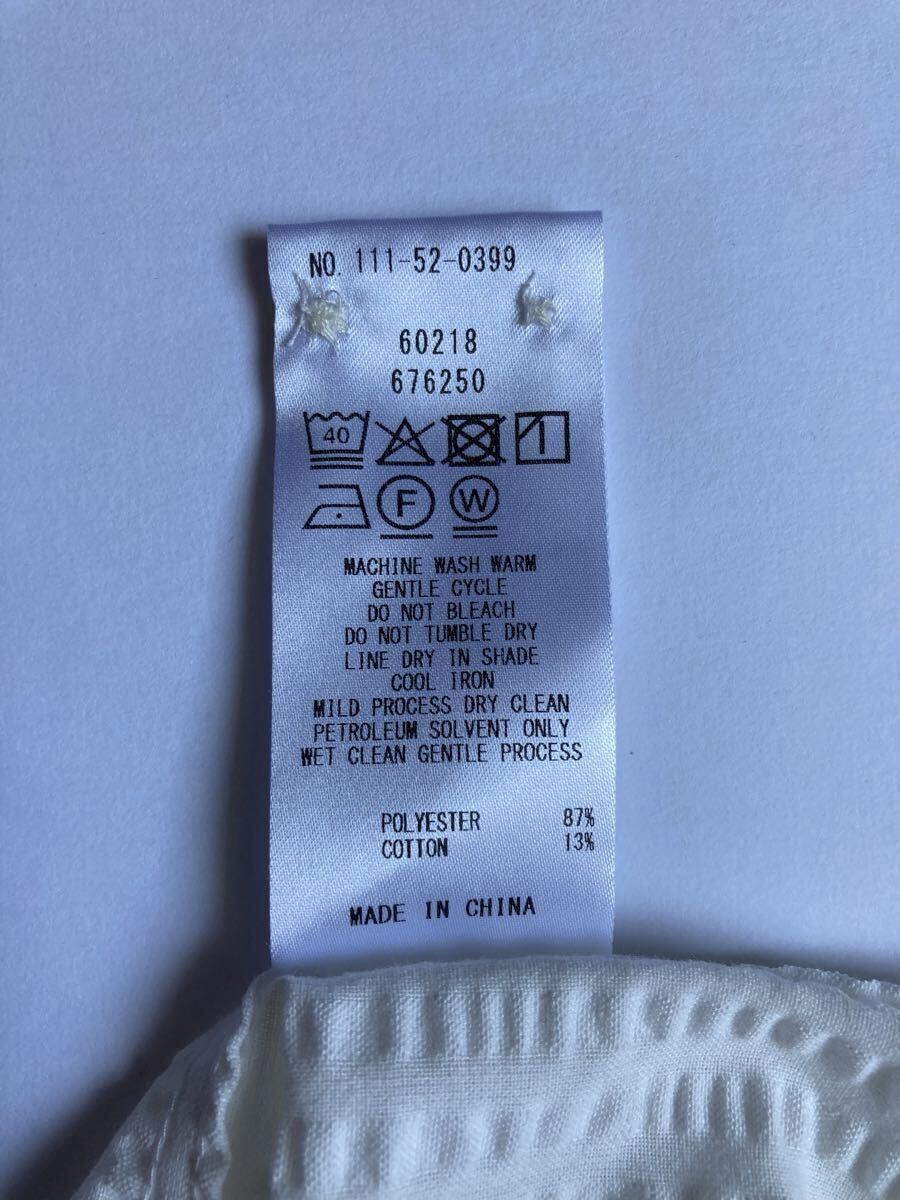 NO. 111-52-0399
60218
676250
40
F W
MACHINE WASH WARM
GENTLE CYCLE
DO NOT BLEACH
DO NOT TUMBLE DRY
LINE DRY IN SHADE
COOL IRON
MILD PROCESS DRY CLEAN
PETROLEUM SOLVENT ONLY
WET CLEAN GENTLE PROCESS
POLYESTER 87%
COTTON 13%
MADE IN CHINA